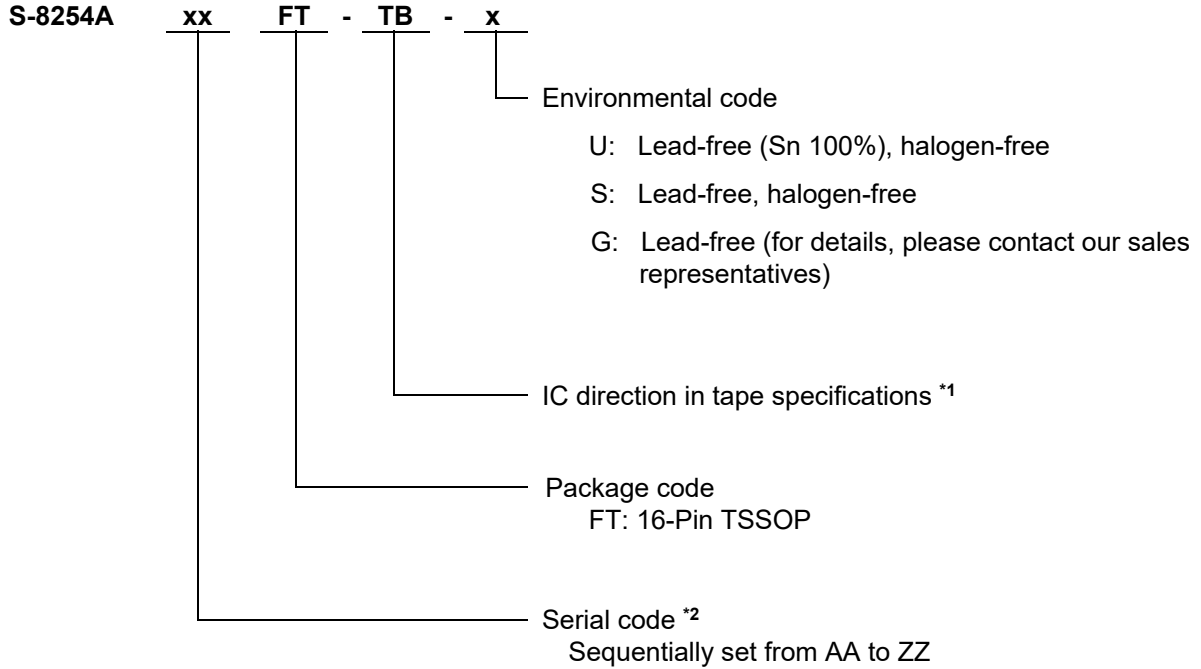 S-8254A xx FT - TB - x
Environmental code
U: Lead-free (Sn 100%), halogen-free
S: Lead-free, halogen-free
G: Lead-free (for details, please contact our sales
representatives)
IC direction in tape specifications *1
Package code
FT: 16-Pin TSSOP
Serial code *2
Sequentially set from AA to ZZ